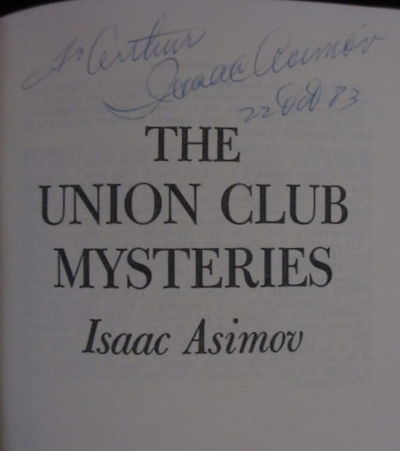 To Arthur
Isaac Asimov
22 Oct 83
THE
UNION CLUB
MYSTERIES
Isaac Asimov